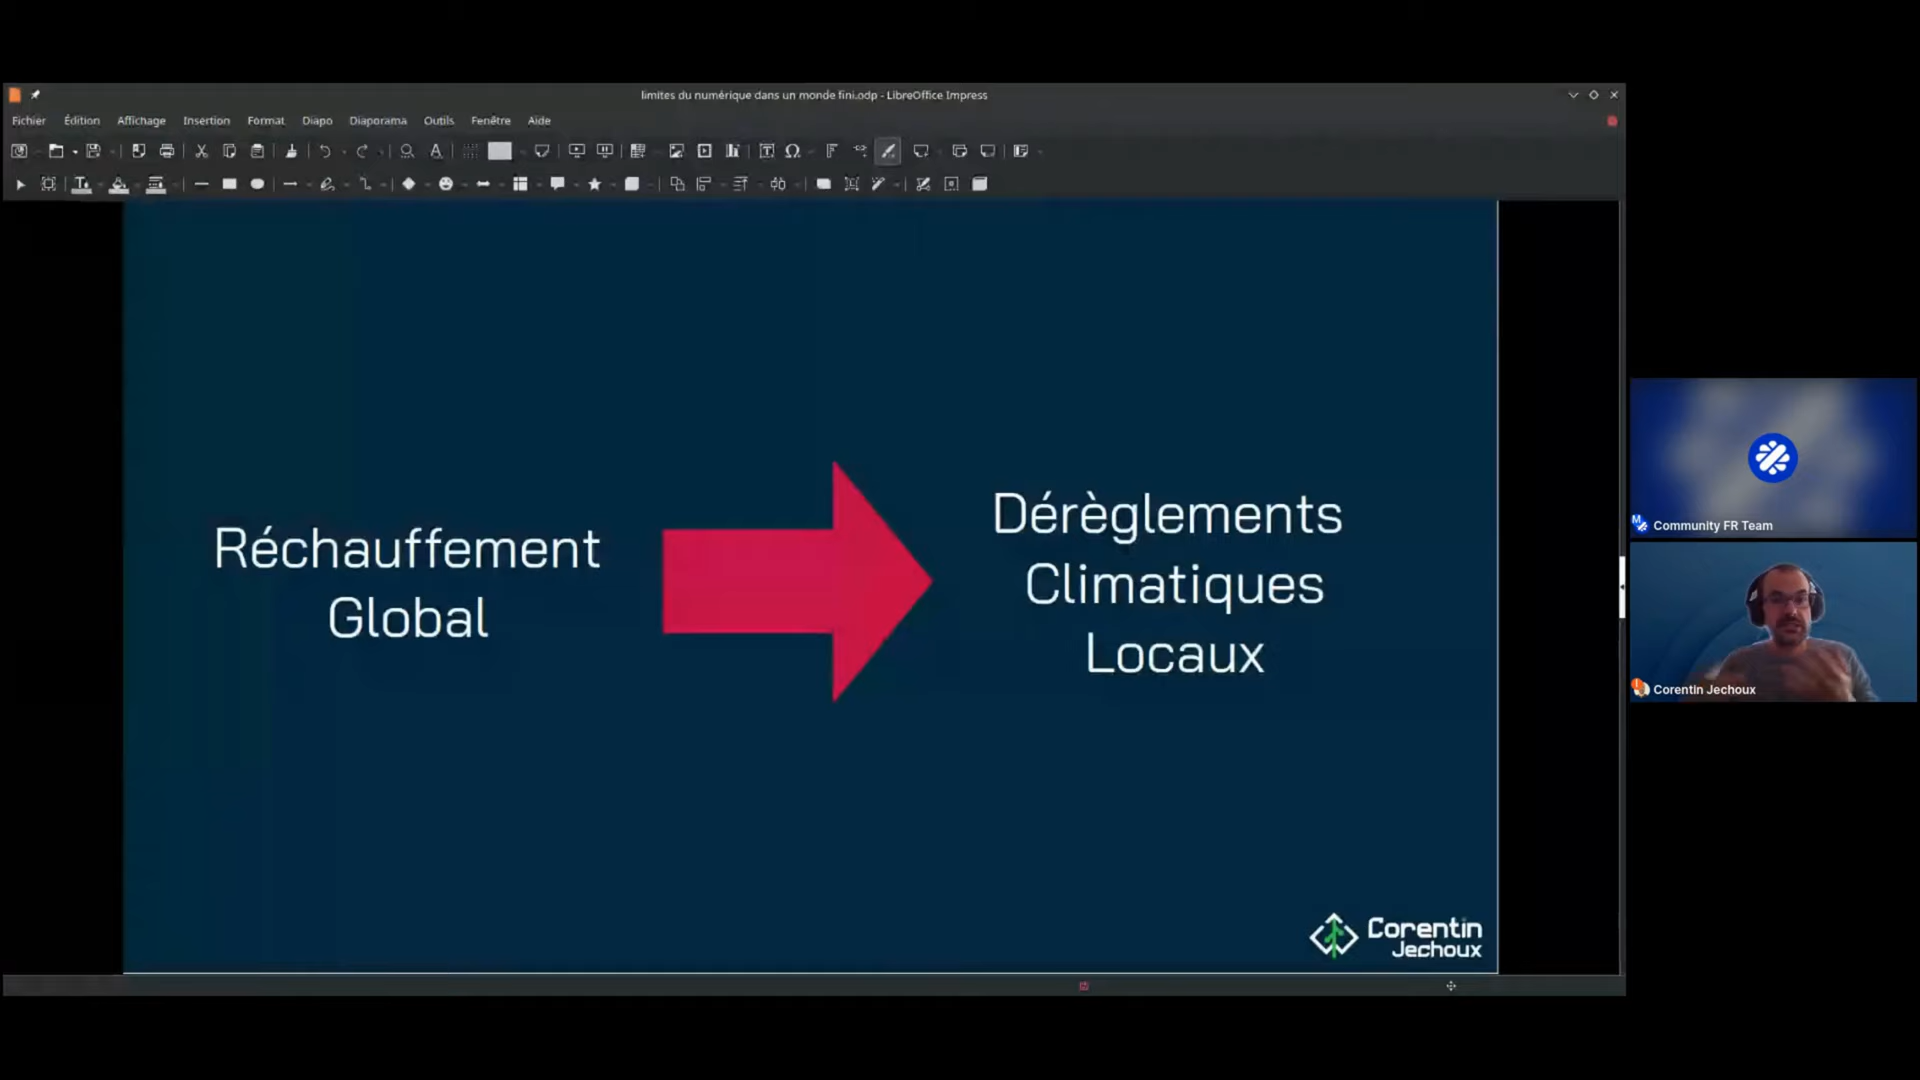 limites du numérique dans un monde fini.odp - LibreOffice Impress
Fichier Édition Affichage Insertion Format Diapo Diaporama Outils Fenêtre Aide
Réchauffement
Global
Dérèglements
Climatiques
Locaux
Corentin
Jechoux
Community FR Team
Corentin Jechoux